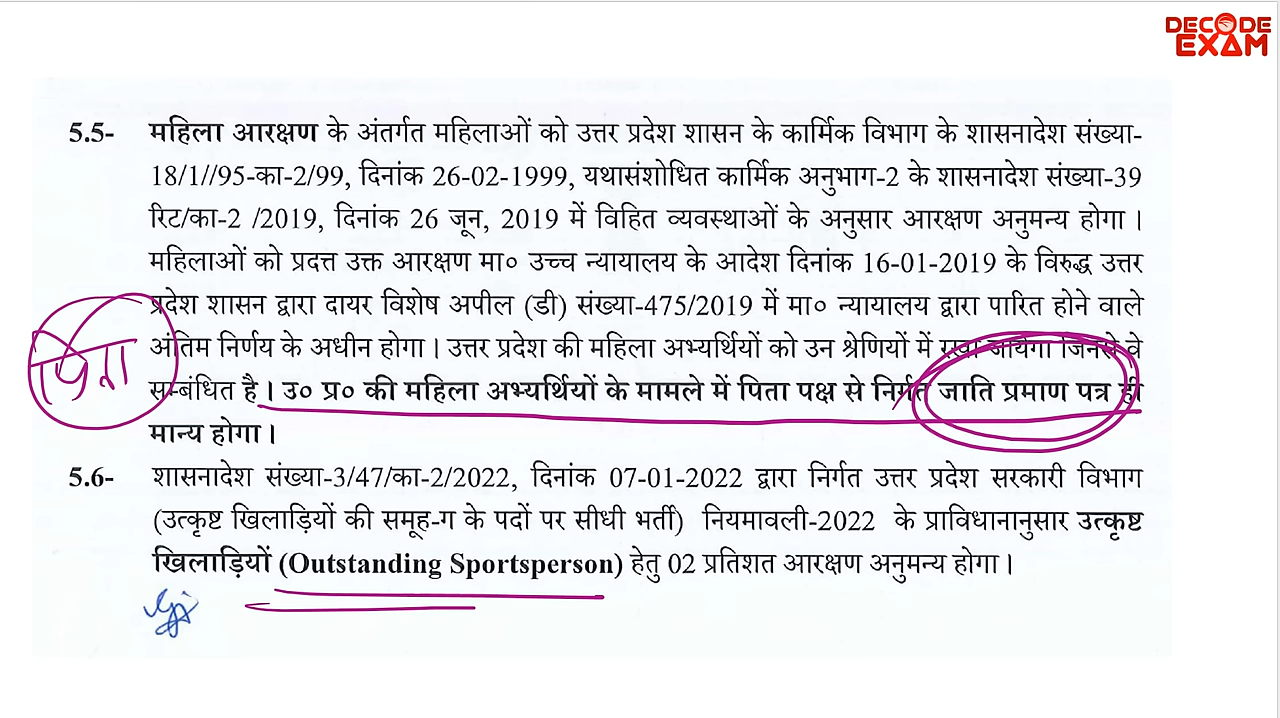 DECODE
EXAM
5.5- महिला आरक्षण के अंतर्गत महिलाओं को उत्तर प्रदेश शासन के कार्मिक विभाग के शासनादेश संख्या-
18/1//95-का-2/99, दिनांक 26-02-1999, यथासंशोधित कार्मिक अनुभाग-2 के शासनादेश संख्या-39
रिट/का-2 /2019, दिनांक 26 जून, 2019 में विहित व्यवस्थाओं के अनुसार आरक्षण अनुमन्य होगा।
महिलाओं को प्रदत्त उक्त आरक्षण मा० उच्च न्यायालय के आदेश दिनांक 16-01-2019 के विरुद्ध उत्तर
प्रदेश शासन द्वारा दायर विशेष अपील (डी) संख्या-475/2019 में मा० न्यायालय द्वारा पारित होने वाले
अंतिम निर्णय के अधीन होगा। उत्तर प्रदेश की महिला अभ्यर्थियों को उन श्रेणियों में रखा जायेगा जिनसे वे
पिता
सम्बंधित है। उ० प्र० की महिला अभ्यर्थियों के मामले में पिता पक्ष से निर्गत जाति प्रमाण पत्र ही
मान्य होगा।
5.6- शासनादेश संख्या-3/47/का-2/2022, दिनांक 07-01-2022 द्वारा निर्गत उत्तर प्रदेश सरकारी विभाग
(उत्कृष्ट खिलाड़ियों की समूह-ग के पदों पर सीधी भर्ती) नियमावली-2022 के प्राविधानानुसार उत्कृष्ट
खिलाड़ियों (Outstanding Sportsperson) हेतु 02 प्रतिशत आरक्षण अनुमन्य होगा।